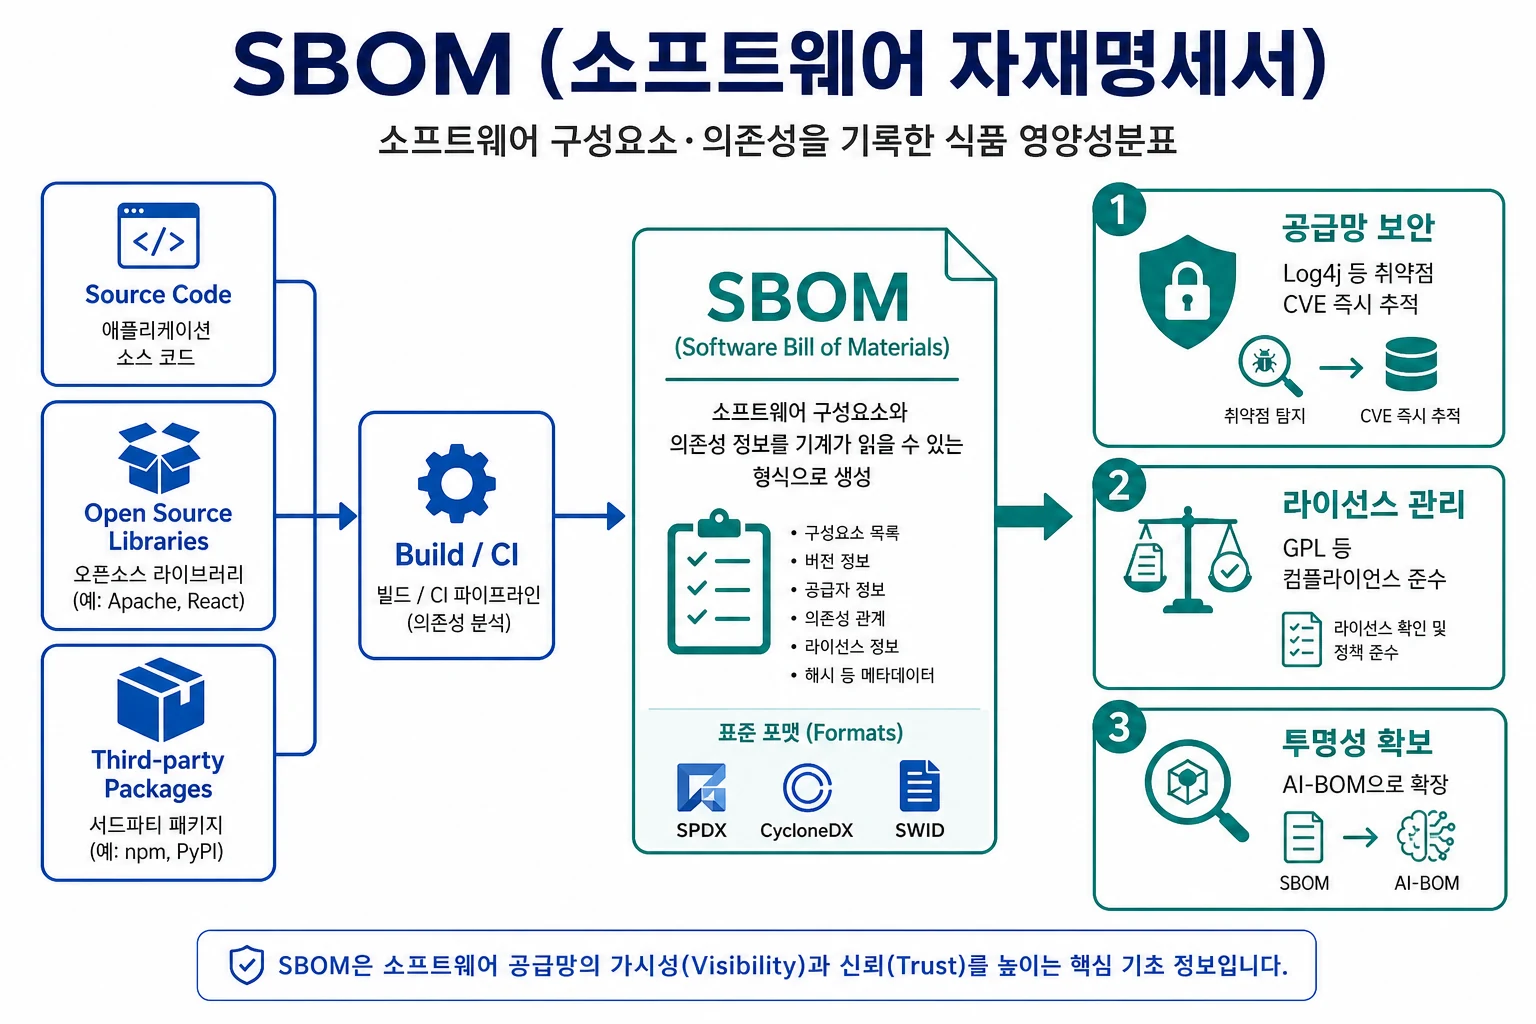 SBOM (소프트웨어 자재명세서)
소프트웨어 구성요소·의존성을 기록한 식품 영양성분표
</>
Source Code
애플리케이션
소스 코드
Open Source
Libraries
오픈소스 라이브러리
(예: Apache, React)
Third-party
Packages
서드파티 패키지
(예: npm, PyPI)
Build / CI
빌드 / CI 파이프라인
(의존성 분석)
SBOM
(Software Bill of Materials)
소프트웨어 구성요소와
의존성 정보를 기계가 읽을 수 있는
형식으로 생성
• 구성요소 목록
• 버전 정보
• 공급자 정보
• 의존성 관계
• 라이선스 정보
• 해시 등 메타데이터
표준 포맷 (Formats)
SPDX
CycloneDX
SWID
1
공급망 보안
Log4j 등 취약점
CVE 즉시 추적
취약점 탐지
CVE 즉시 추적
2
라이선스 관리
GPL 등
컴플라이언스 준수
라이선스 확인 및
정책 준수
3
투명성 확보
AI-BOM으로 확장
SBOM
AI-BOM
SBOM은 소프트웨어 공급망의 가시성(Visibility)과 신뢰(Trust)를 높이는 핵심 기초 정보입니다.